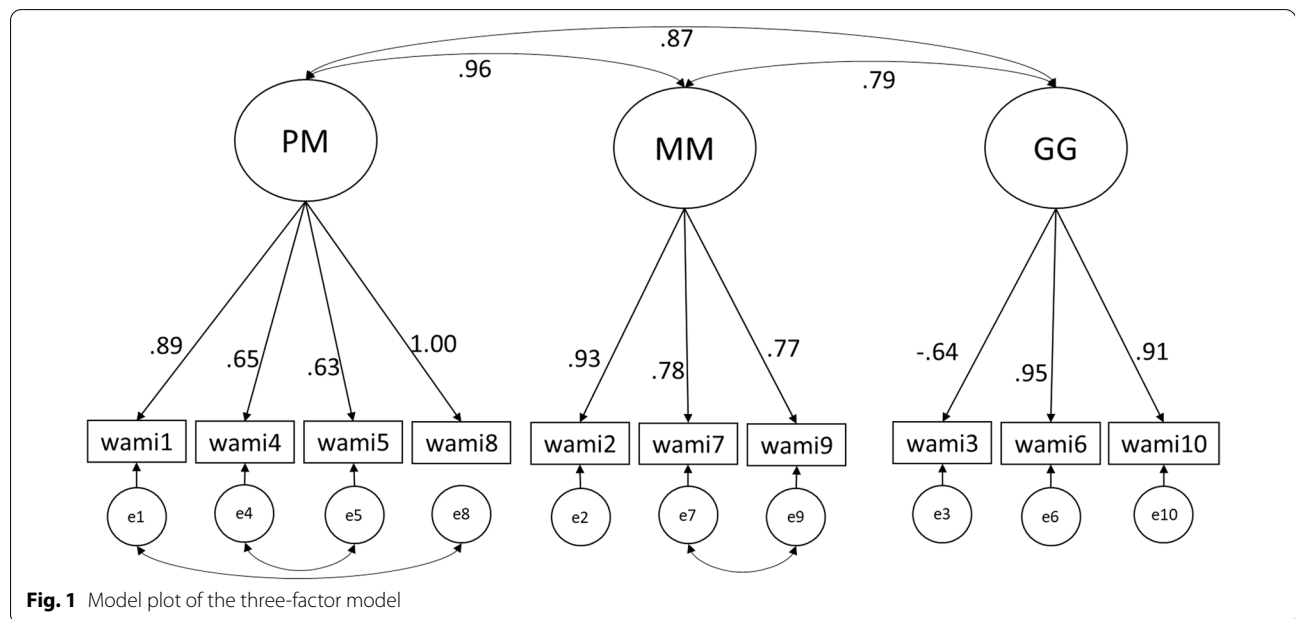 .87
.96
.79
PM
MM
GG
.89
.65
.63
1.00
.93
.78
.77
-.64
.95
.91
wami1
wami4
wami5
wami8
wami2
wami7
wami9
wami3
wami6
wami10
e1
e4
e5
e8
e2
e7
e9
e3
e6
e10
Fig. 1 Model plot of the three-factor model